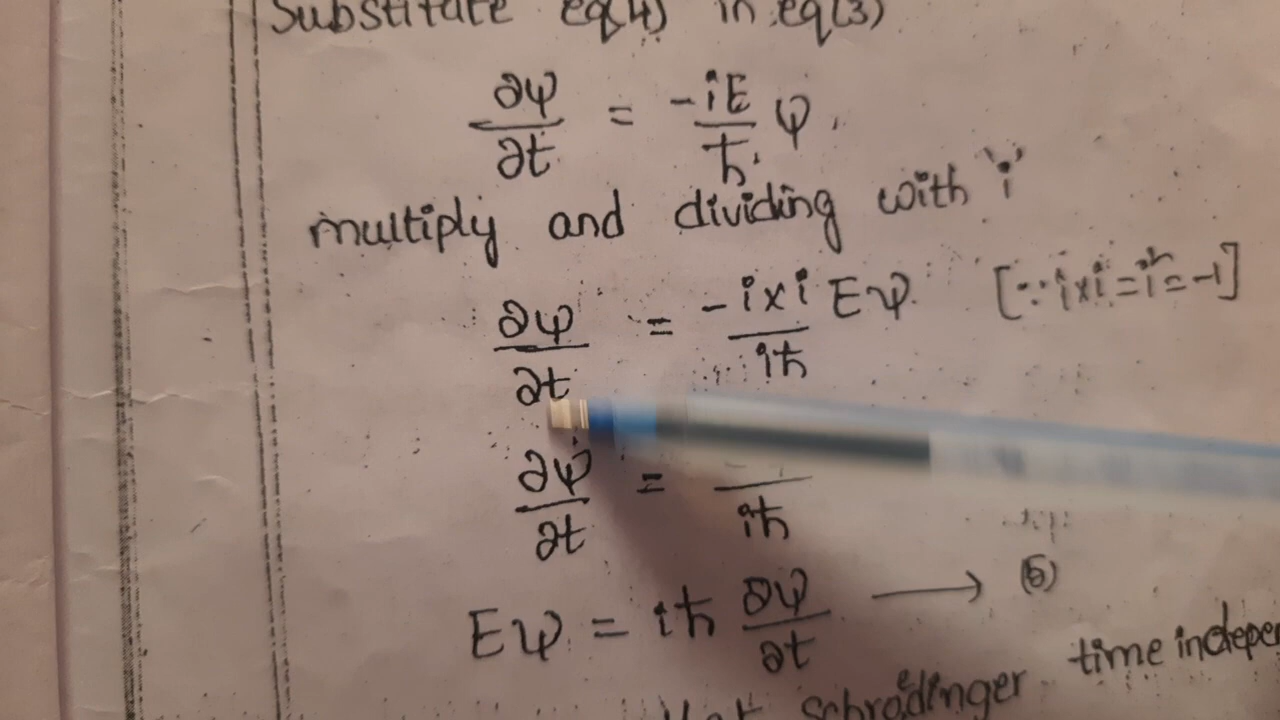 Substitute eq(4) in eq(3)
∂ψ/∂t = -iE/ħ ψ.
multiply and dividing with 'i'
∂ψ/∂t = -i×i/iħ Eψ. [∵ i×i = i² = -1]
∂ψ/∂t = /iħ
Eψ = iħ ∂ψ/∂t → (5)
Schrodinger time